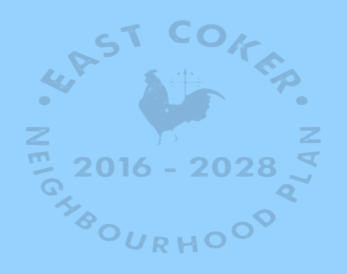 EAST COKER
2016 - 2028
NEIGHBOURHOOD PLAN